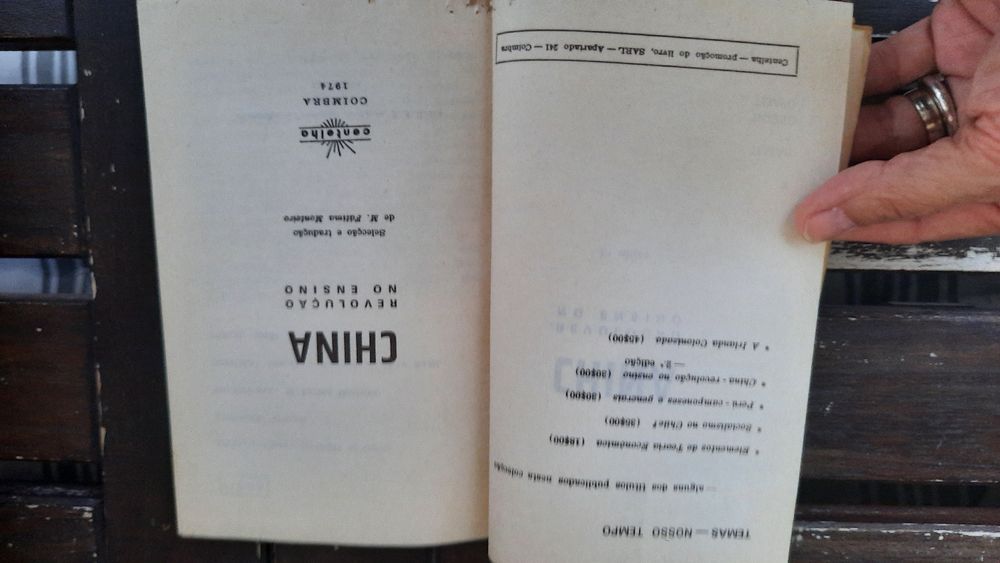 TEMAS — NOSSO TEMPO
— alguns dos títulos publicados nesta colecção
• Elementos de Teoria Económica (18$00)
• Socialismo no Chile? (35$00)
• Perú - camponeses e generais (30$00)
• China - revolução no ensino (30$00)
— 2.ª edição
• A Irlanda Colonizada (45$00)
Centelha — promoção do livro, SARL — Apartado 241 — Coimbra
CHINA
REVOLUÇÃO
NO ENSINO
Selecção e tradução
de M. Fátima Monteiro
centelha
COIMBRA
1974